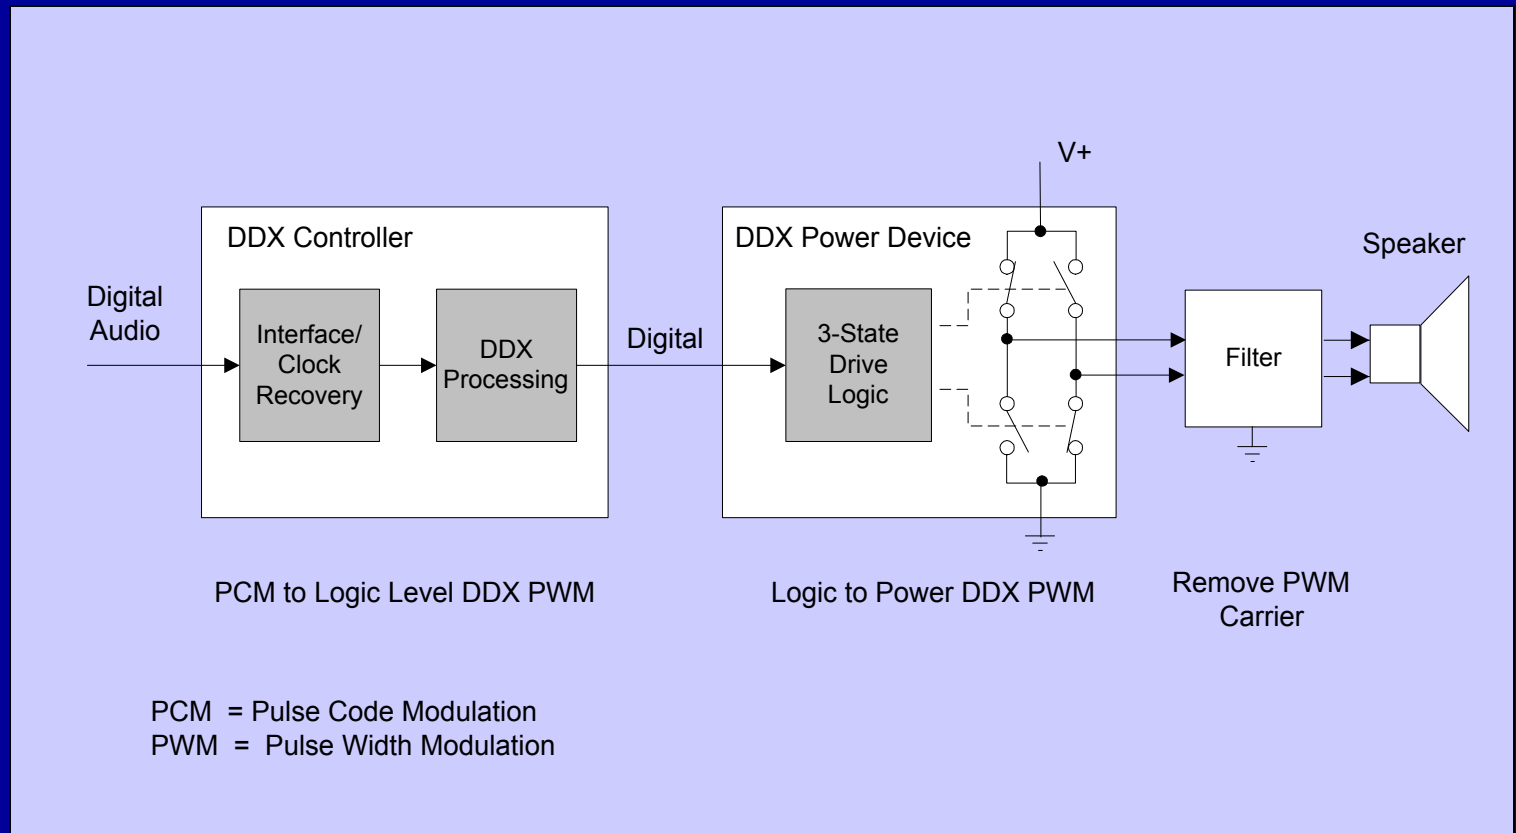 V+
DDX Controller
DDX Power Device
Speaker
Digital
Audio
Interface/
Clock
Recovery
DDX
Processing
Digital
3-State
Drive
Logic
Filter
PCM to Logic Level DDX PWM
Logic to Power DDX PWM
Remove PWM
Carrier
PCM = Pulse Code Modulation
PWM = Pulse Width Modulation